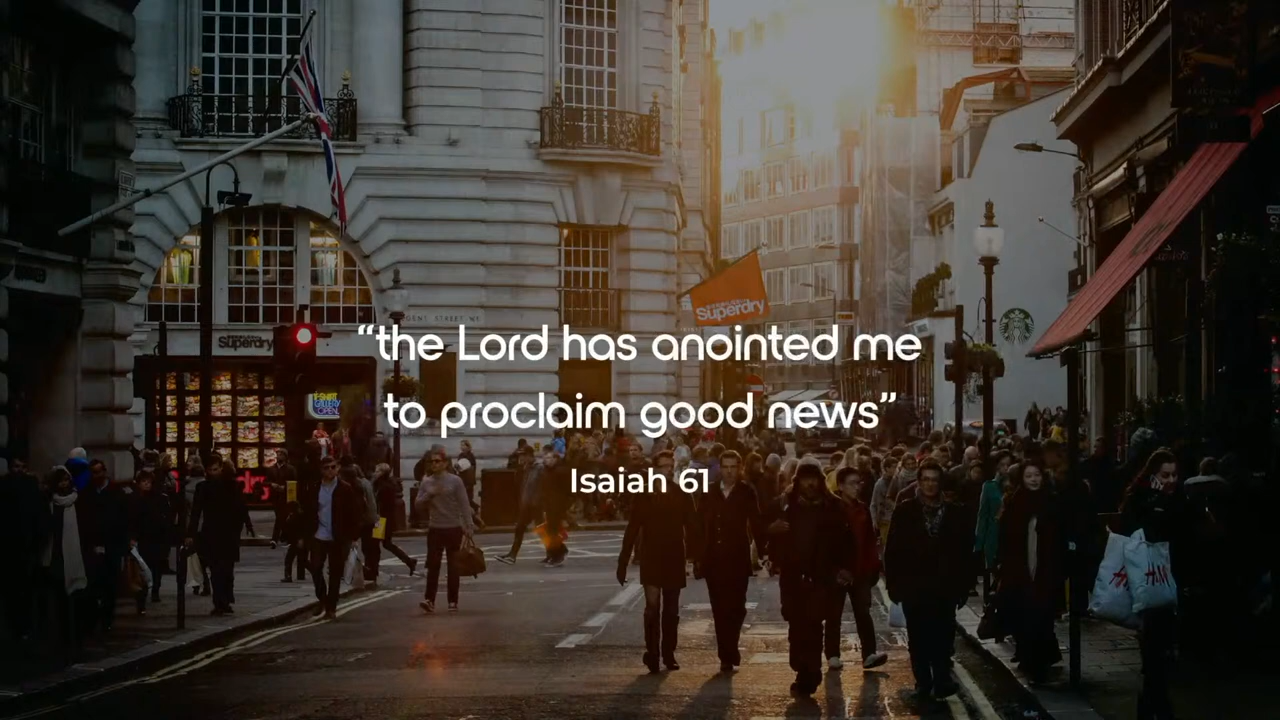 Superdry
Superdry
"the Lord has anointed me
to proclaim good news"
Isaiah 61
H&M